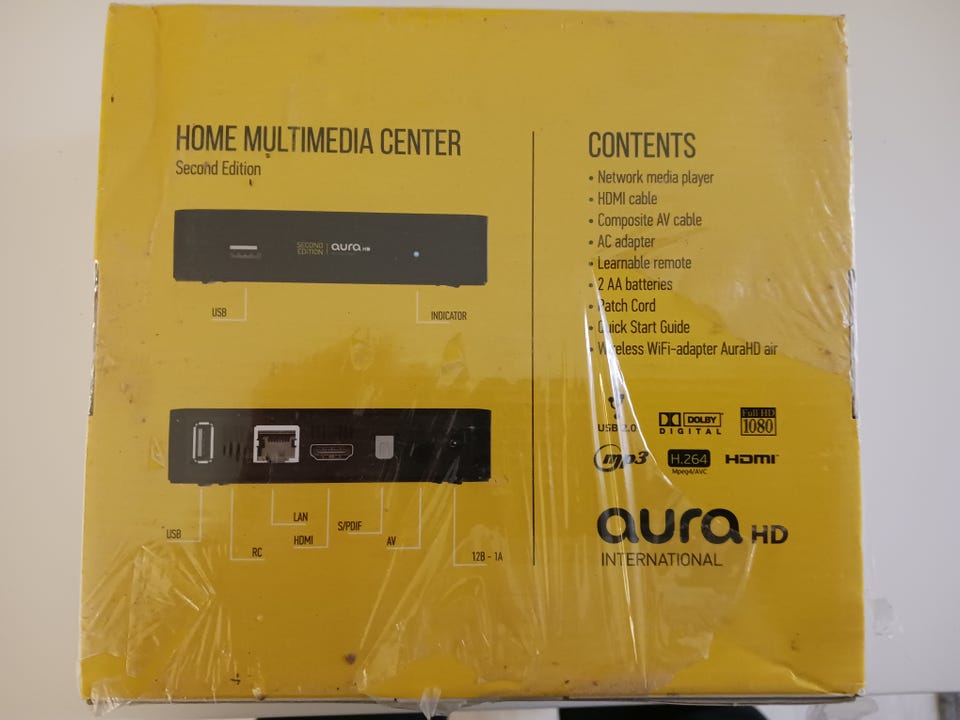 HOME MULTIMEDIA CENTER
Second Edition
SECOND
EDITION
aura HD
USB
INDICATOR
USB
RC
LAN
HDMI
S/PDIF
AV
12B - 1A
CONTENTS
• Network media player
• HDMI cable
• Composite AV cable
• AC adapter
• Learnable remote
• 2 AA batteries
• Patch Cord
• Quick Start Guide
• Wireless WiFi-adapter AuraHD air
USB 2.0
DOLBY
DIGITAL
Full HD
1080
mp3
H.264
Mpeg4/AVC
HDMI
aura HD
INTERNATIONAL